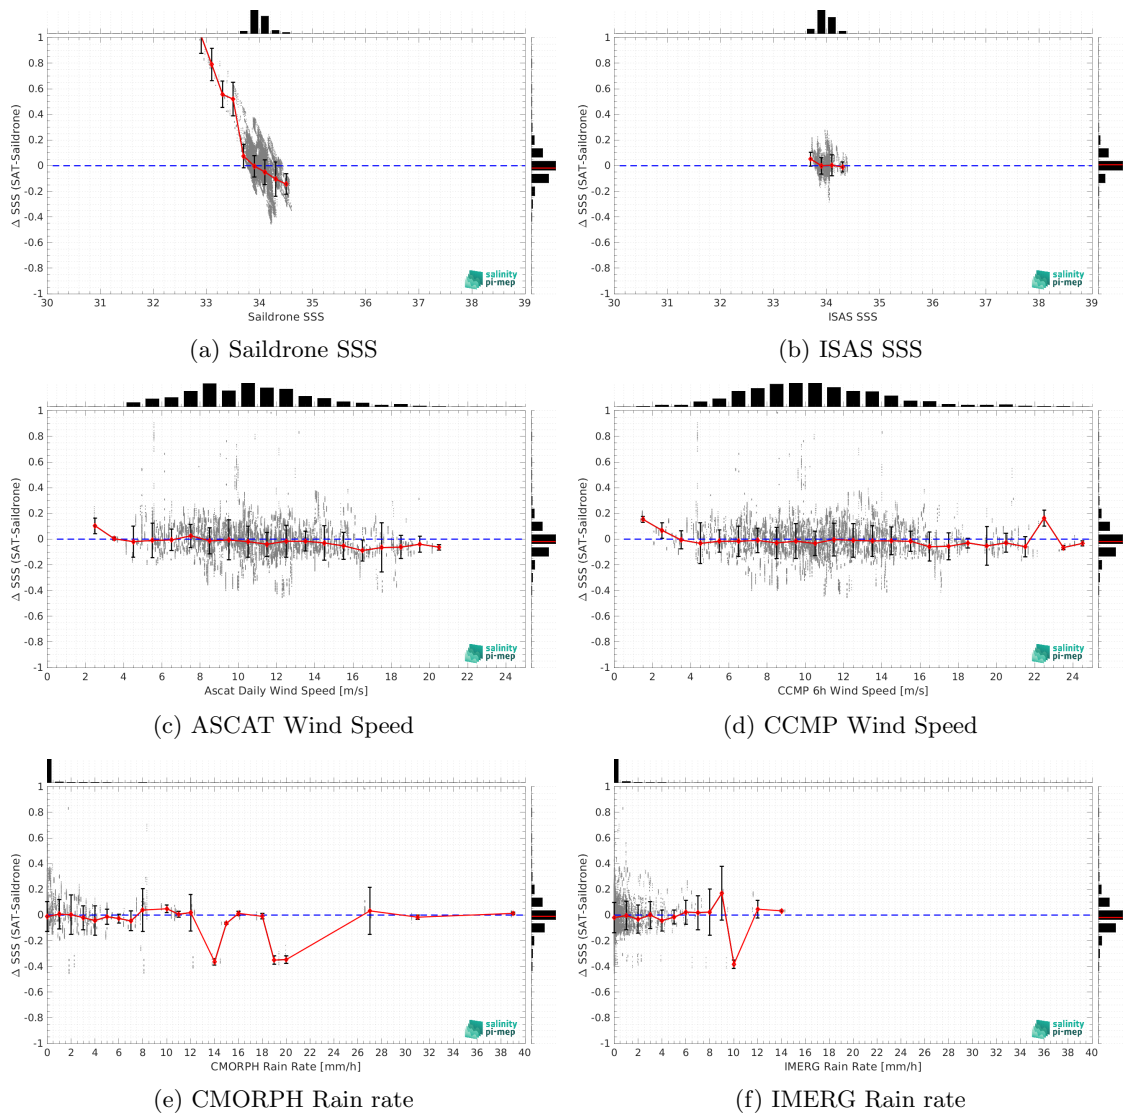 1
0.8
0.6
0.4
0.2
0
-0.2
-0.4
-0.6
-0.8
-1
Δ SSS (SAT-Saildrone)
salinity
pi-mep
30 31 32 33 34 35 36 37 38 39
Saildrone SSS
(a) Saildrone SSS
1
0.8
0.6
0.4
0.2
0
-0.2
-0.4
-0.6
-0.8
-1
Δ SSS (SAT-Saildrone)
salinity
pi-mep
30 31 32 33 34 35 36 37 38 39
ISAS SSS
(b) ISAS SSS
1
0.8
0.6
0.4
0.2
0
-0.2
-0.4
-0.6
-0.8
-1
Δ SSS (SAT-Saildrone)
salinity
pi-mep
0 2 4 6 8 10 12 14 16 18 20 22 24
Ascat Daily Wind Speed [m/s]
(c) ASCAT Wind Speed
1
0.8
0.6
0.4
0.2
0
-0.2
-0.4
-0.6
-0.8
-1
Δ SSS (SAT-Saildrone)
salinity
pi-mep
0 2 4 6 8 10 12 14 16 18 20 22 24
CCMP 6h Wind Speed [m/s]
(d) CCMP Wind Speed
1
0.8
0.6
0.4
0.2
0
-0.2
-0.4
-0.6
-0.8
-1
Δ SSS (SAT-Saildrone)
salinity
pi-mep
0 2 4 6 8 10 12 14 16 18 20 22 24 26 28 30 32 34 36 38 40
CMORPH Rain Rate [mm/h]
(e) CMORPH Rain rate
1
0.8
0.6
0.4
0.2
0
-0.2
-0.4
-0.6
-0.8
-1
Δ SSS (SAT-Saildrone)
salinity
pi-mep
0 2 4 6 8 10 12 14 16 18 20 22 24 26 28 30 32 34 36 38 40
IMERG Rain Rate [mm/h]
(f) IMERG Rain rate